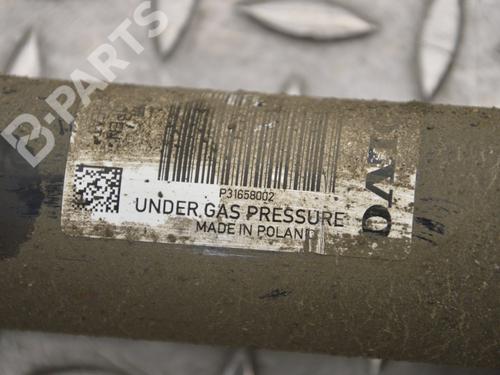 B-PARTS
P31658002
UNDER GAS PRESSURE
MADE IN POLAND